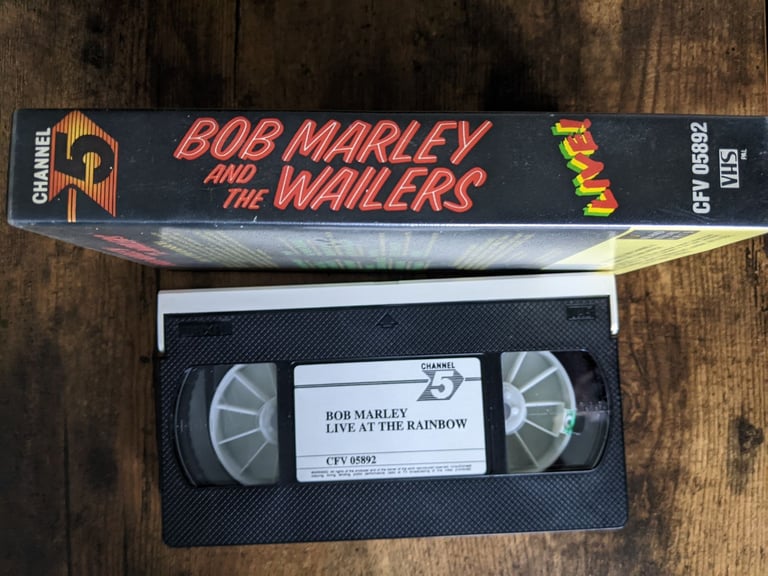 CHANNEL
5
BOB MARLEY
AND THE WAILERS
LIVE!
CFV 05892
VHS
PAL
CHANNEL
5
BOB MARLEY
LIVE AT THE RAINBOW
CFV 05892